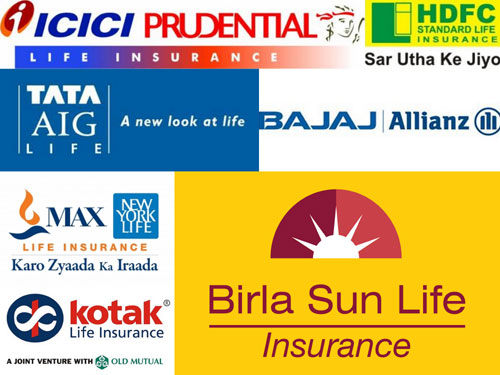 ICICI PRUDENTIAL
LIFE INSURANCE
HDFC
STANDARD LIFE
INSURANCE
Sar Utha Ke Jiyo
TATA
AIG
LIFE
A new look at life
BAJAJ | Allianz
MAX
NEW
YORK
LIFE
LIFE INSURANCE
Karo Zyaada Ka Iraada
kotak®
Life Insurance
A JOINT VENTURE WITH OLD MUTUAL
Birla Sun Life
Insurance